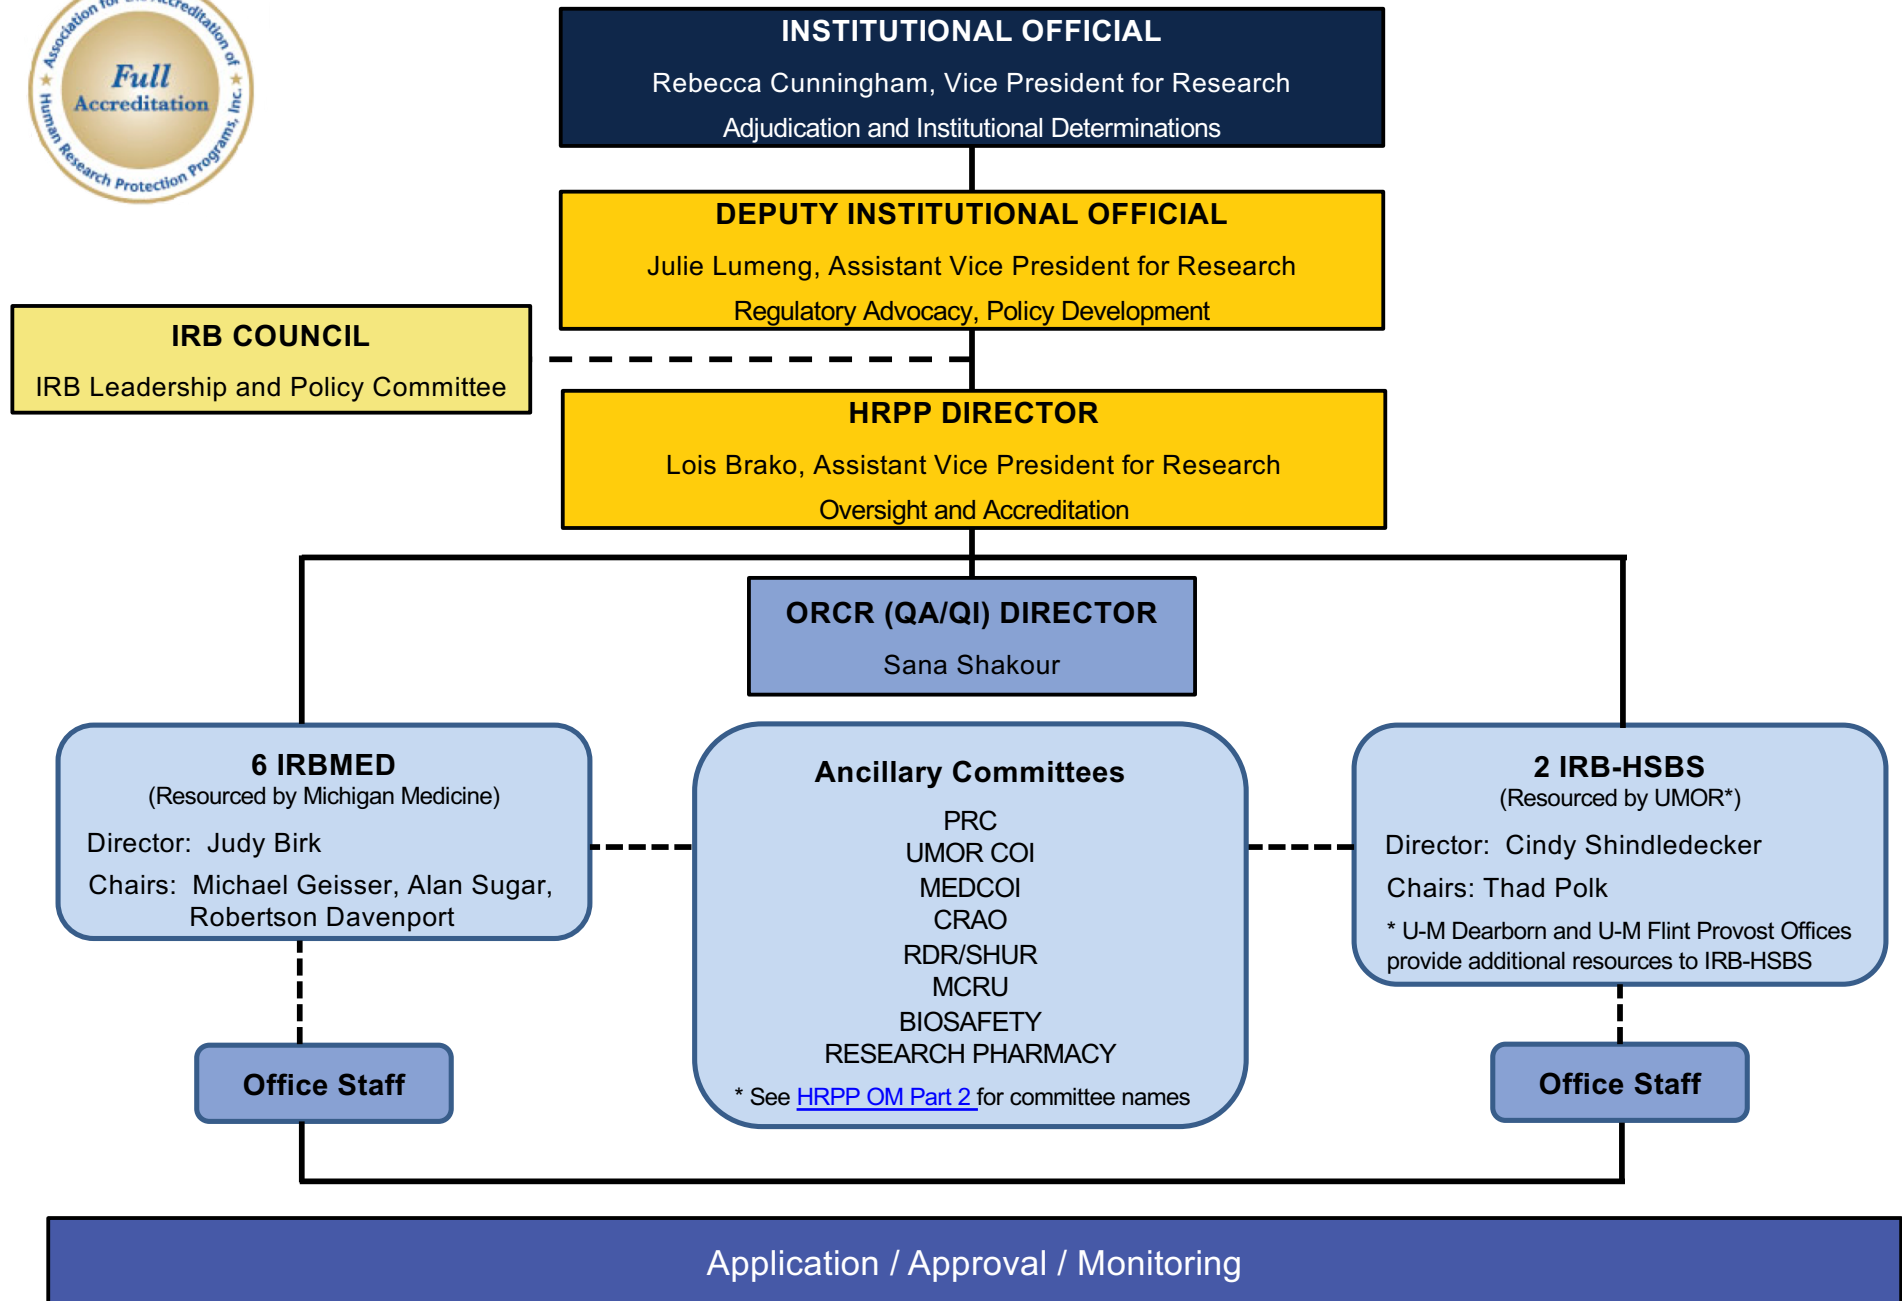 Association for the Accreditation of
Human Research Protection Programs, Inc.
Full
Accreditation
INSTITUTIONAL OFFICIAL
Rebecca Cunningham, Vice President for Research
Adjudication and Institutional Determinations
DEPUTY INSTITUTIONAL OFFICIAL
Julie Lumeng, Assistant Vice President for Research
Regulatory Advocacy, Policy Development
IRB COUNCIL
IRB Leadership and Policy Committee
HRPP DIRECTOR
Lois Brako, Assistant Vice President for Research
Oversight and Accreditation
ORCR (QA/QI) DIRECTOR
Sana Shakour
6 IRBMED
(Resourced by Michigan Medicine)
Director: Judy Birk
Chairs: Michael Geisser, Alan Sugar,
Robertson Davenport
Office Staff
Ancillary Committees
PRC
UMOR COI
MEDCOI
CRAO
RDR/SHUR
MCRU
BIOSAFETY
RESEARCH PHARMACY
* See HRPP OM Part 2 for committee names
2 IRB-HSBS
(Resourced by UMOR*)
Director: Cindy Shindledecker
Chairs: Thad Polk
* U-M Dearborn and U-M Flint Provost Offices
provide additional resources to IRB-HSBS
Office Staff
Application / Approval / Monitoring